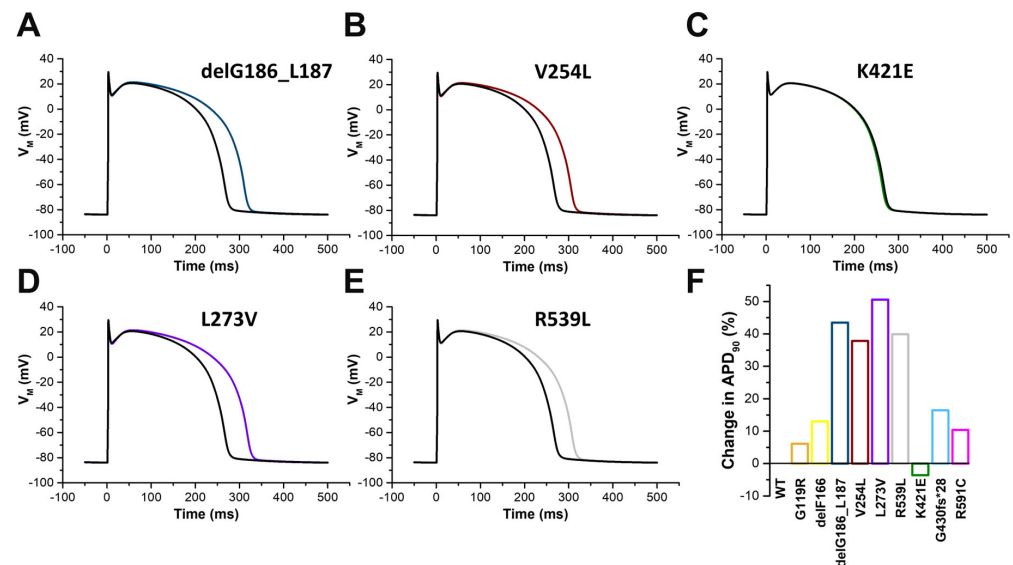 A
delG186_L187
40
20
0
-20
-40
-60
-80
-100
V_M (mV)
-100 0 100 200 300 400 500
Time (ms)
B
V254L
40
20
0
-20
-40
-60
-80
-100
V_M (mV)
-100 0 100 200 300 400 500
Time (ms)
C
K421E
40
20
0
-20
-40
-60
-80
-100
V_M (mV)
-100 0 100 200 300 400 500
Time (ms)
D
L273V
40
20
0
-20
-40
-60
-80
-100
V_M (mV)
-100 0 100 200 300 400 500
Time (ms)
E
R539L
40
20
0
-20
-40
-60
-80
-100
V_M (mV)
-100 0 100 200 300 400 500
Time (ms)
F
50
40
30
20
10
0
-10
Change in APD_90 (%)
WT
G119R
delF166
delG186_L187
V254L
L273V
R539L
K421E
G430fs*28
R591C